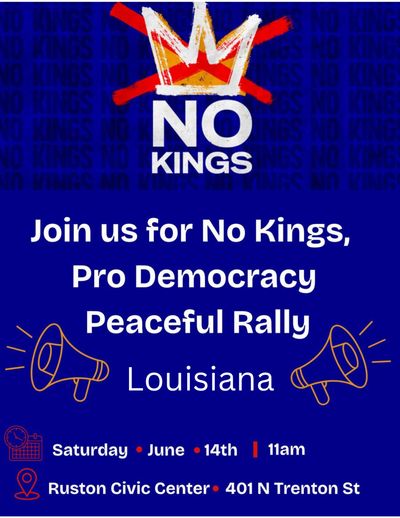 NO
KINGS
Join us for No Kings,
Pro Democracy
Peaceful Rally
Louisiana
Saturday • June • 14th | 11am
Ruston Civic Center • 401 N Trenton St